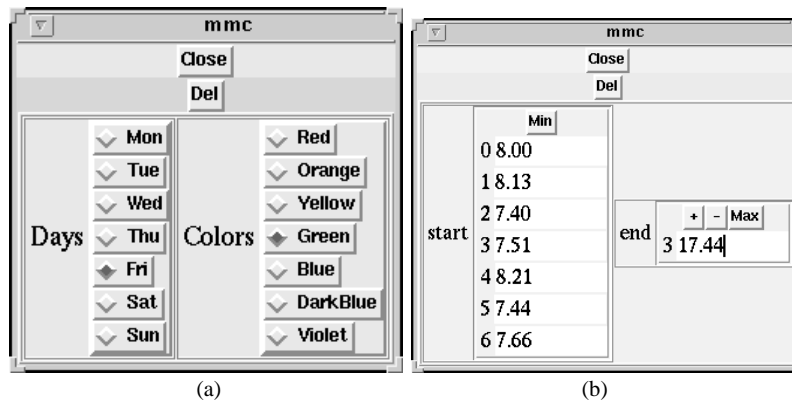 mmc
Close
Del
Days
Mon
Tue
Wed
Thu
Fri
Sat
Sun
Colors
Red
Orange
Yellow
Green
Blue
DarkBlue
Violet
(a)
mmc
Close
Del
start
Min
0 8.00
1 8.13
2 7.40
3 7.51
4 8.21
5 7.44
6 7.66
end
+ - Max
3 17.44
(b)